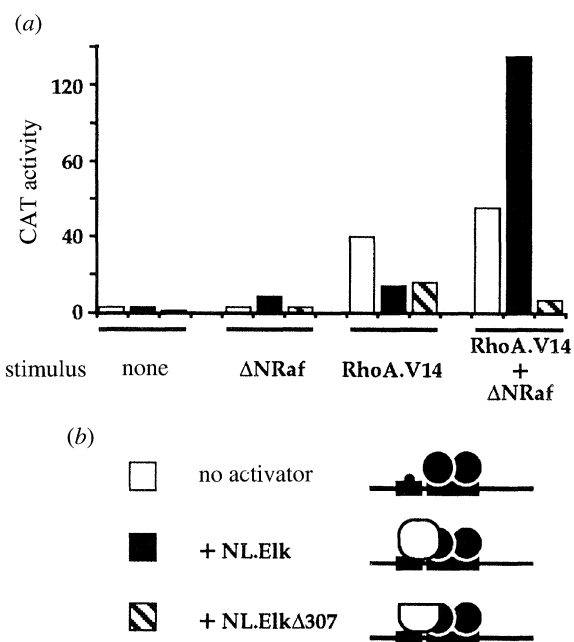 (a)
CAT activity
120
60
40
0
stimulus
none
ΔNRaf
RhoA.V14
RhoA.V14
+
ΔNRaf
(b)
no activator
+ NL.Elk
+ NL.ElkΔ307